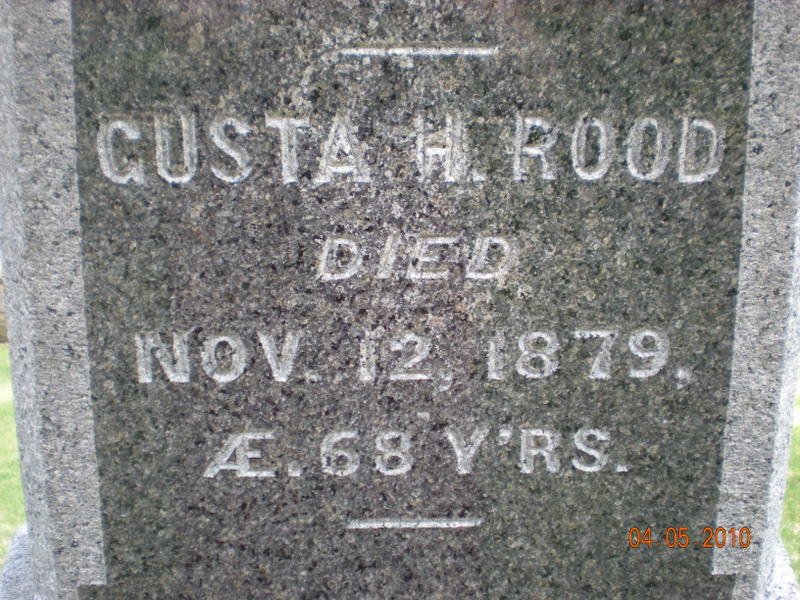 GUSTA H. ROOD
DIED
NOV. 12, 1879,
Æ. 68 Y'RS.
04.05.2010